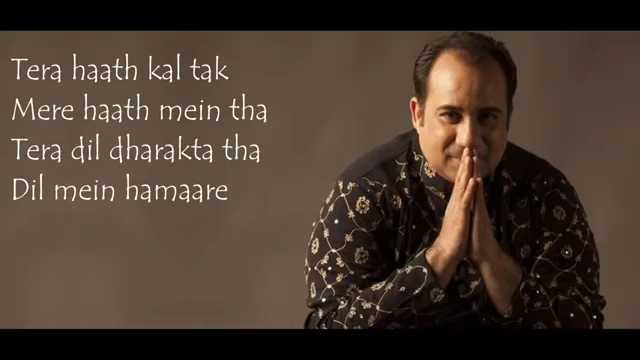 Tera haath kal tak
Mere haath mein tha
Tera dil dharakta tha
Dil mein hamaare